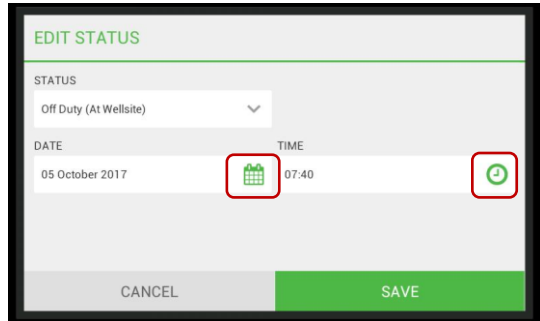 EDIT STATUS
STATUS
Off Duty (At Wellsite)
DATE TIME
05 October 2017 07:40
CANCEL SAVE